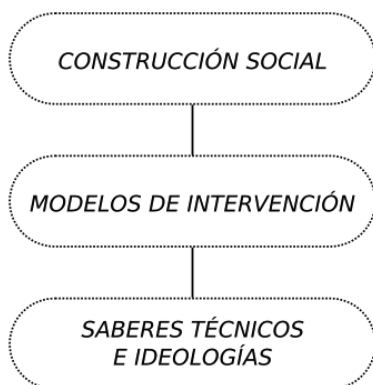 CONSTRUCCIÓN SOCIAL
MODELOS DE INTERVENCIÓN
SABERES TÉCNICOS
E IDEOLOGÍAS